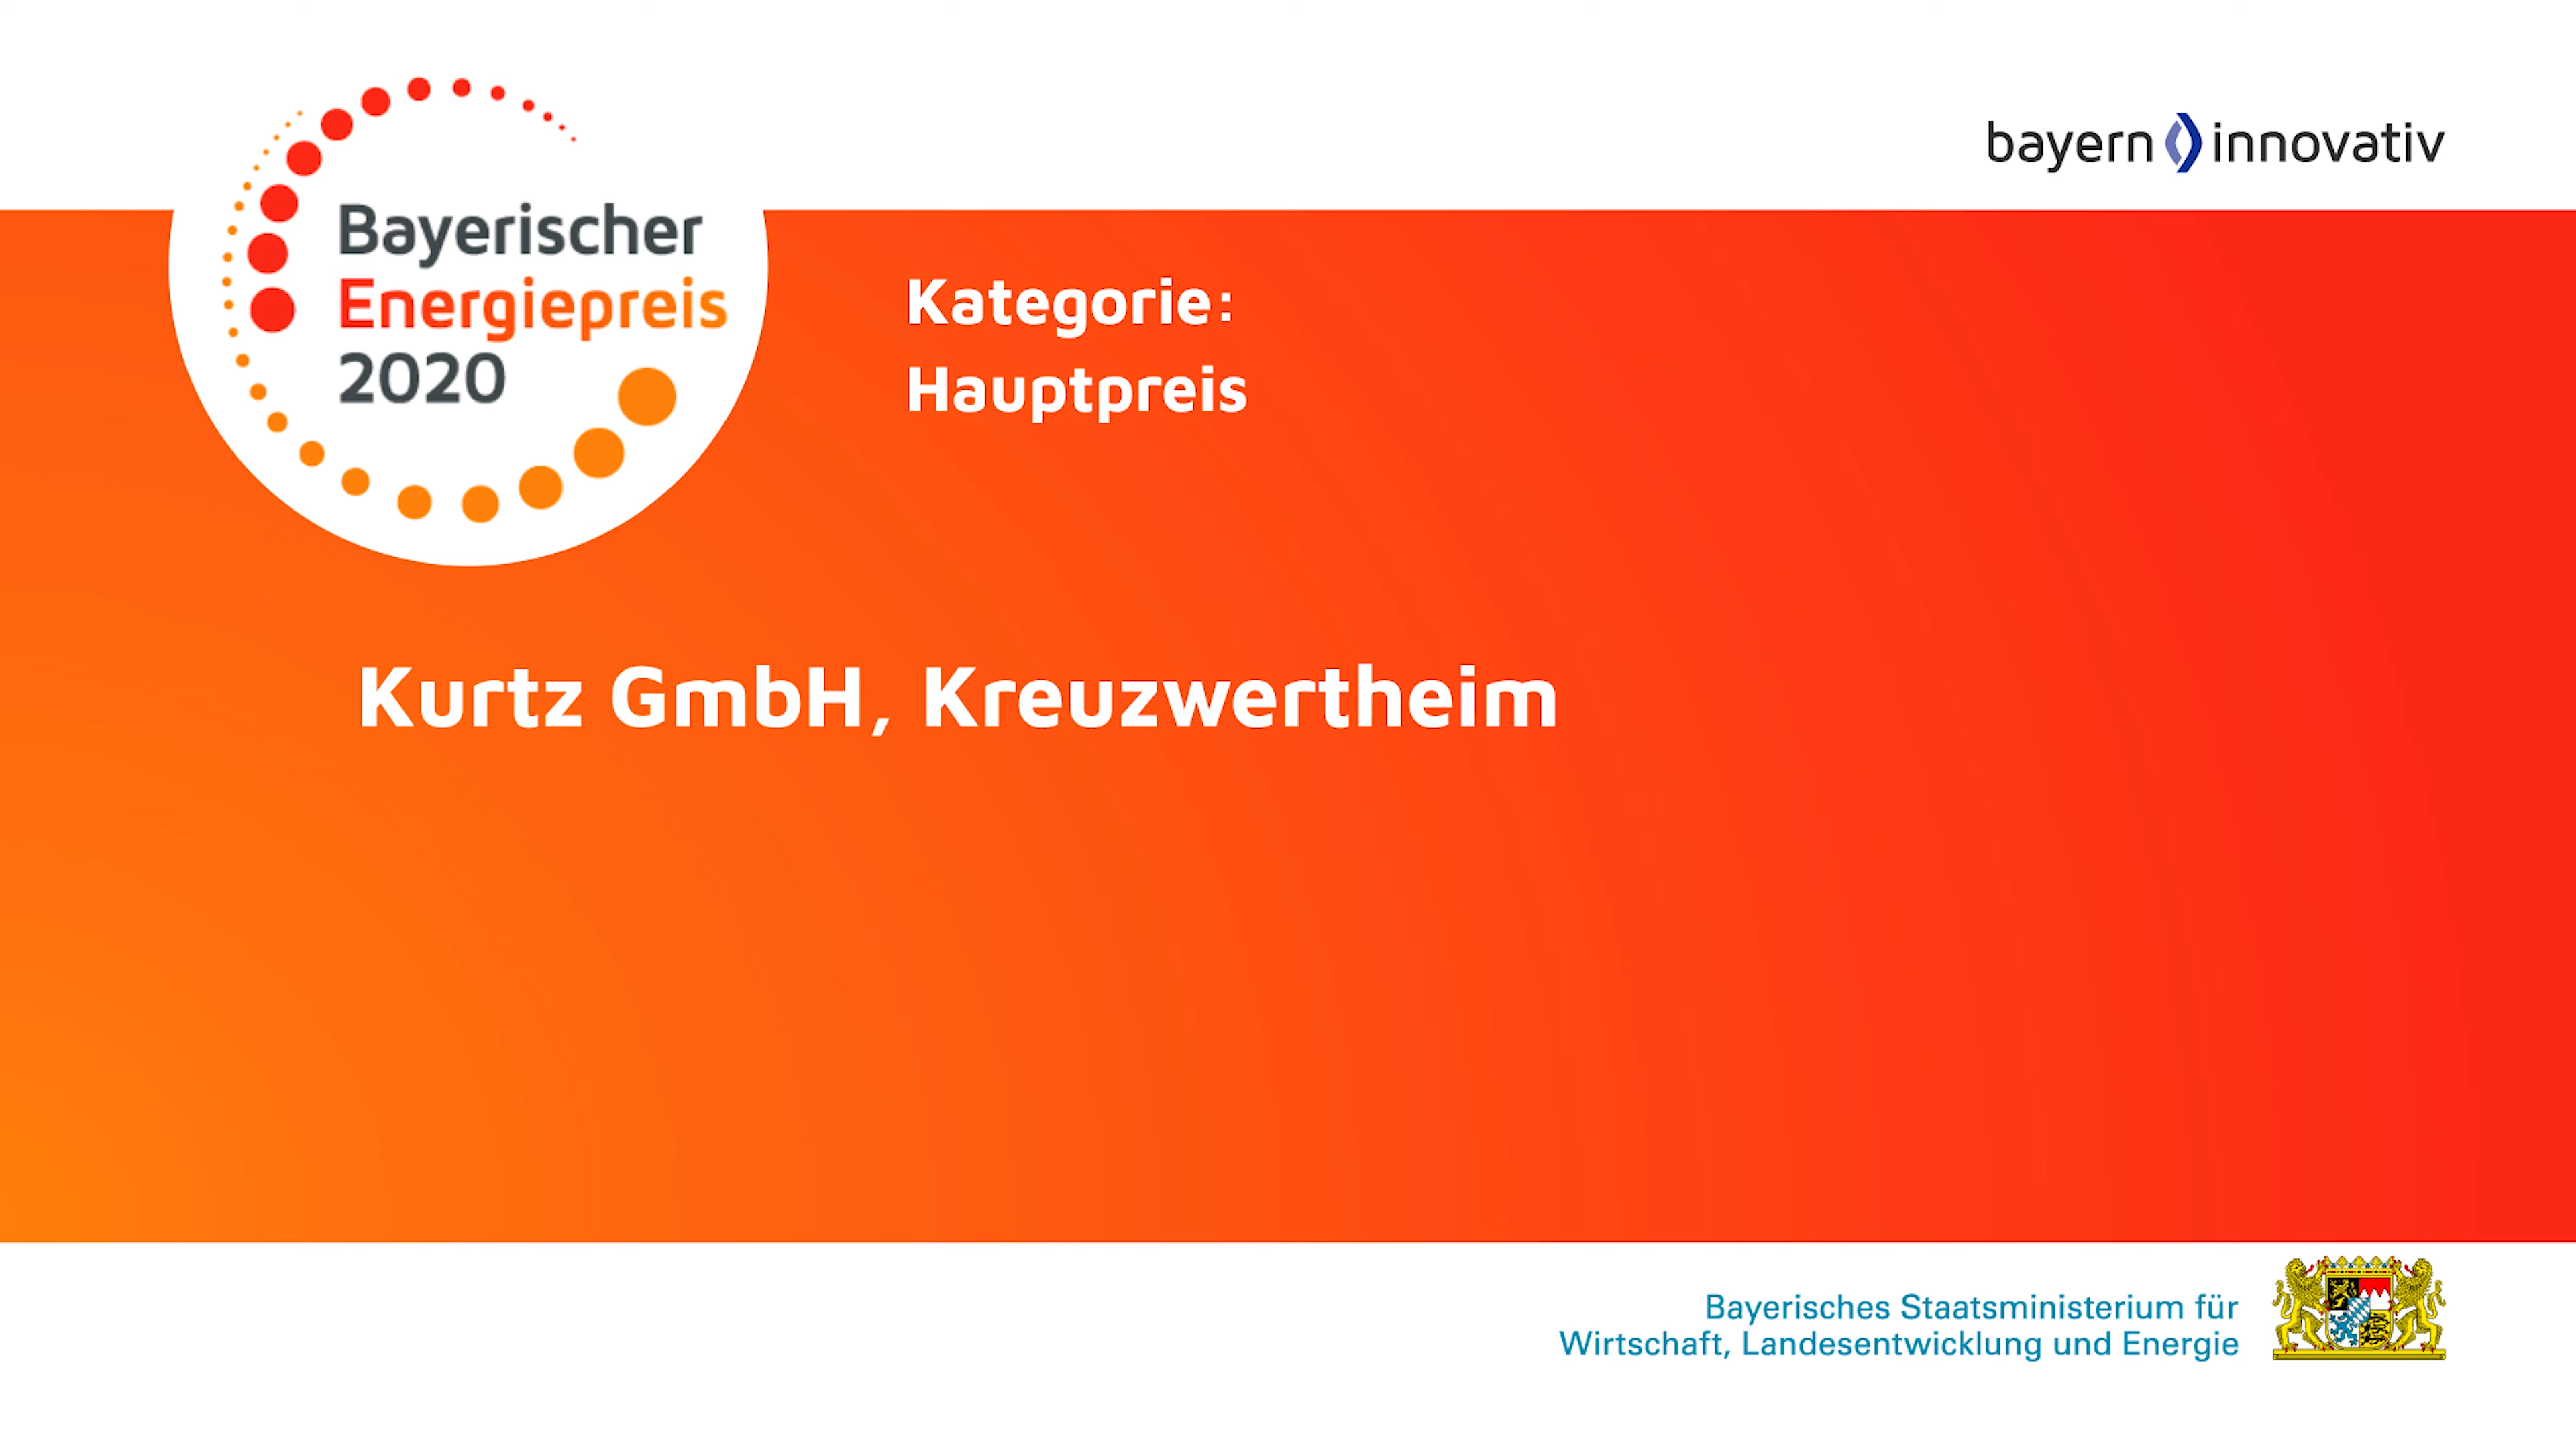 Bayerischer
Energiepreis
2020
bayern innovativ
Kategorie:
Hauptpreis
Kurtz GmbH, Kreuzwertheim
Bayerisches Staatsministerium für
Wirtschaft, Landesentwicklung und Energie